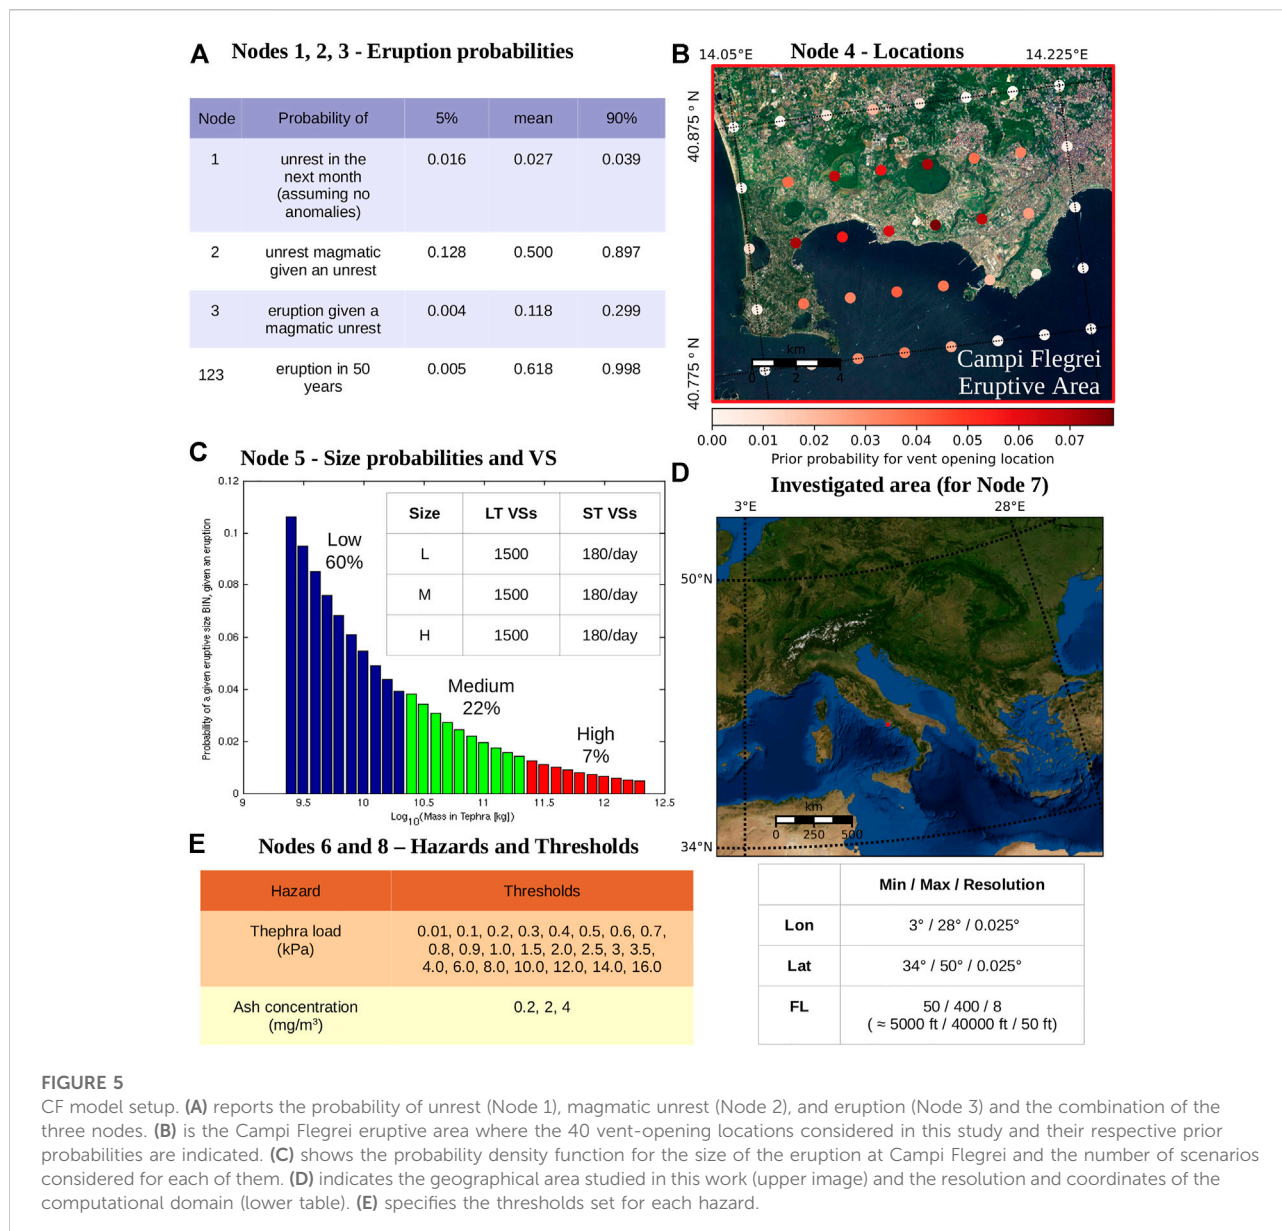 A
Nodes 1, 2, 3 - Eruption probabilities
Node Probability of 5% mean 90%
1 unrest in the 0.016 0.027 0.039
next month
(assuming no
anomalies)
2 unrest magmatic 0.128 0.500 0.897
given an unrest
3 eruption given a 0.004 0.118 0.299
magmatic unrest
123 eruption in 50 0.005 0.618 0.998
years
B
Node 4 - Locations
14.05°E 14.225°E
40.875 ° N
40.775 ° N
km
0 2 4
Campi Flegrei
Eruptive Area
0.00 0.01 0.02 0.03 0.04 0.05 0.06 0.07
Prior probability for vent opening location
C
Node 5 - Size probabilities and VS
Probability of a given eruptive size BIN, given an eruption
0.12
0.1
0.08
0.06
0.04
0.02
0
Low
60%
Size LT VSs ST VSs
L 1500 180/day
M 1500 180/day
H 1500 180/day
Medium
22%
High
7%
9 9.5 10 10.5 11 11.5 12 12.5
Log10(Mass in Tephra [kg])
D
Investigated area (for Node 7)
3°E 28°E
50°N
34°N
km
0 250 500
Min / Max / Resolution
Lon 3° / 28° / 0.025°
Lat 34° / 50° / 0.025°
FL 50 / 400 / 8
( ≈ 5000 ft / 40000 ft / 50 ft)
E
Nodes 6 and 8 – Hazards and Thresholds
Hazard Thresholds
Thephra load 0.01, 0.1, 0.2, 0.3, 0.4, 0.5, 0.6, 0.7,
(kPa) 0.8, 0.9, 1.0, 1.5, 2.0, 2.5, 3, 3.5,
4.0, 6.0, 8.0, 10.0, 12.0, 14.0, 16.0
Ash concentration 0.2, 2, 4
(mg/m³)
FIGURE 5
CF model setup. (A) reports the probability of unrest (Node 1), magmatic unrest (Node 2), and eruption (Node 3) and the combination of the
three nodes. (B) is the Campi Flegrei eruptive area where the 40 vent-opening locations considered in this study and their respective prior
probabilities are indicated. (C) shows the probability density function for the size of the eruption at Campi Flegrei and the number of scenarios
considered for each of them. (D) indicates the geographical area studied in this work (upper image) and the resolution and coordinates of the
computational domain (lower table). (E) specifies the thresholds set for each hazard.